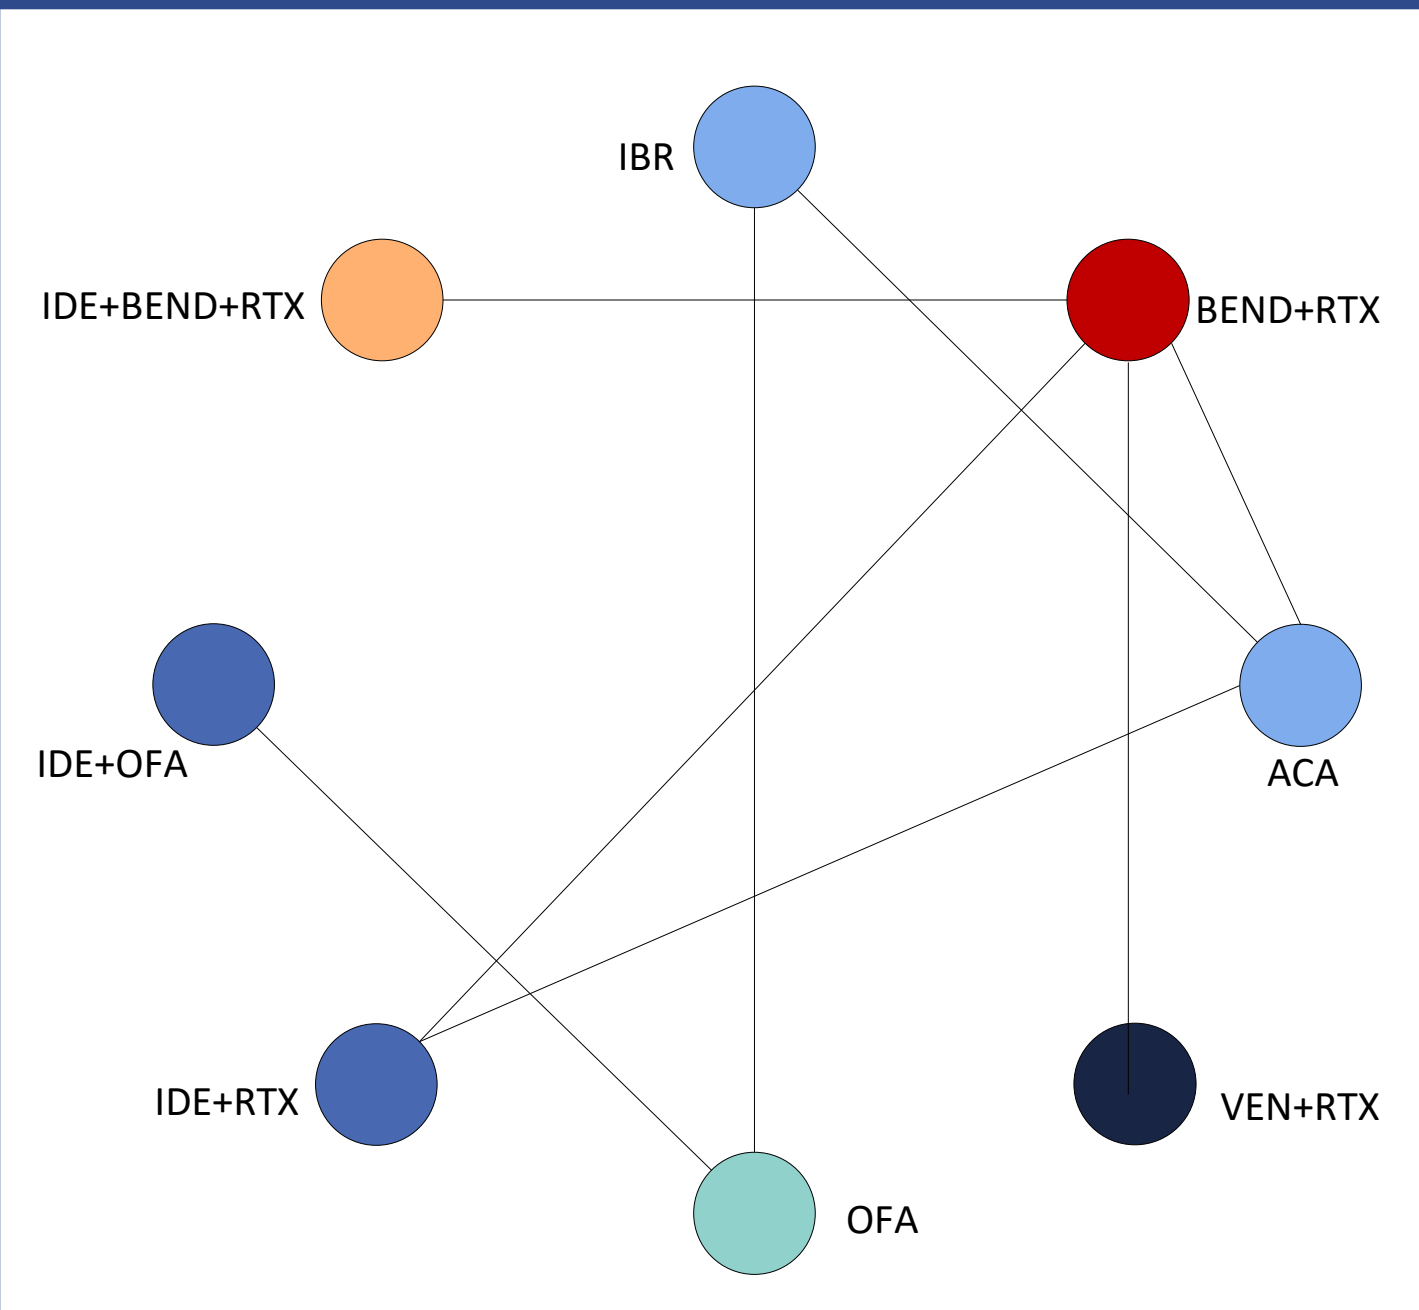 IBR
IDE+BEND+RTX
BEND+RTX
IDE+OFA
ACA
IDE+RTX
VEN+RTX
OFA